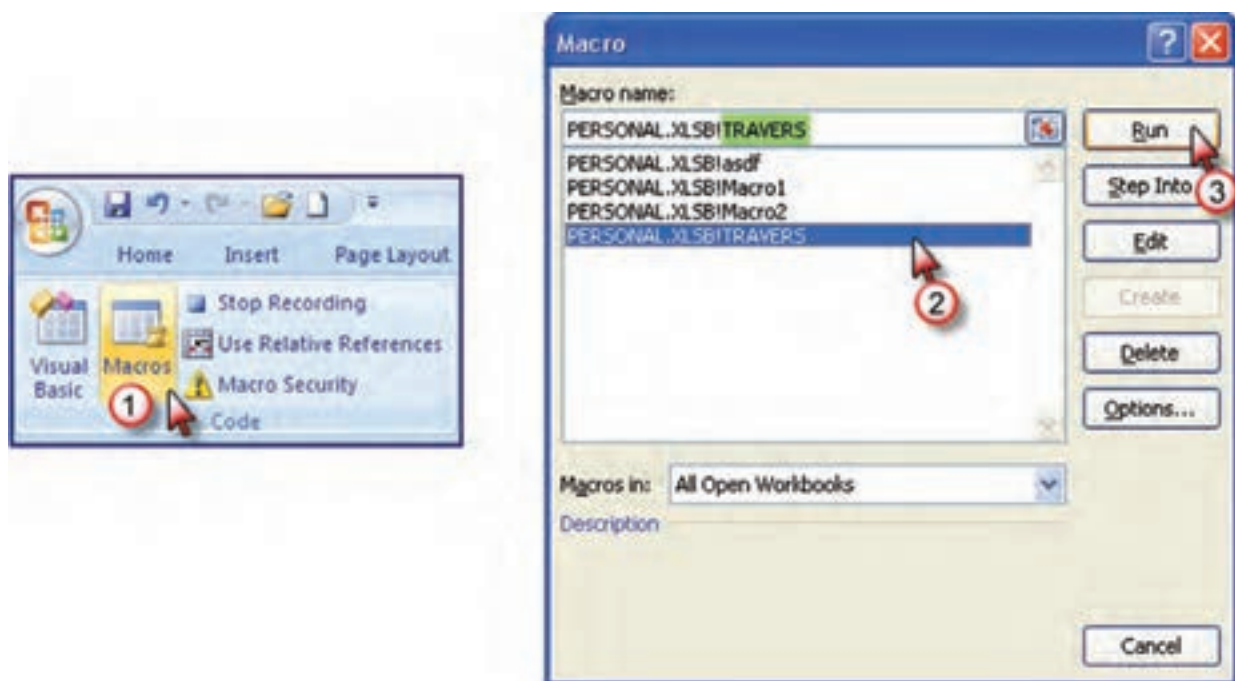 Home Insert Page Layout
Visual Basic
Macros
Stop Recording
Use Relative References
Macro Security
Code
1
Macro
Macro name:
PERSONAL.XLSB!TRAVERS
PERSONAL.XLSB!asdf
PERSONAL.XLSB!Macro1
PERSONAL.XLSB!Macro2
PERSONAL.XLSB!TRAVERS
2
Run
3
Step Into
Edit
Create
Delete
Options...
Macros in: All Open Workbooks
Description
Cancel